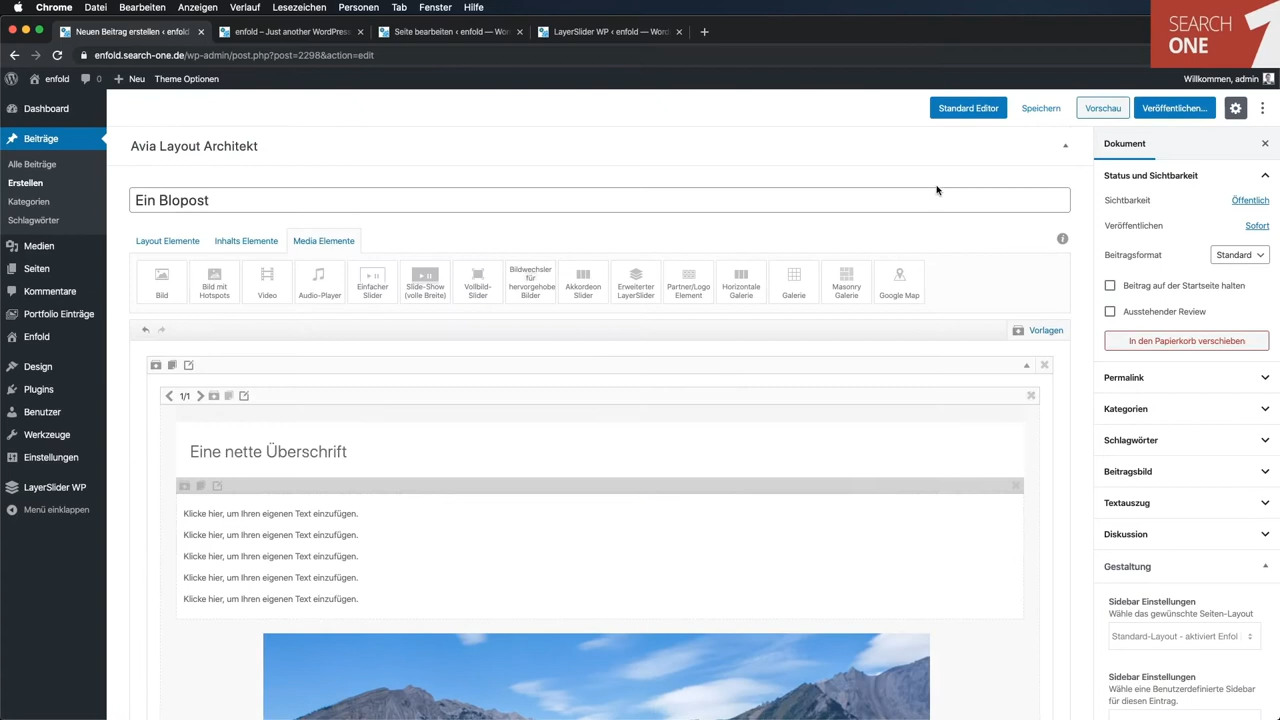 Chrome Datei Bearbeiten Anzeigen Verlauf Lesezeichen Personen Tab Fenster Hilfe
SEARCH
ONE
Neuen Beitrag erstellen ‹ enfold
enfold – Just another WordPress
Seite bearbeiten ‹ enfold — Wor
LayerSlider WP ‹ enfold — Word
enfold.search-one.de/wp-admin/post.php?post=2298&action=edit
enfold 0 Neu Theme Optionen
Willkommen, admin
Dashboard
Beiträge
Alle Beiträge
Erstellen
Kategorien
Schlagwörter
Medien
Seiten
Kommentare
Portfolio Einträge
Enfold
Design
Plugins
Benutzer
Werkzeuge
Einstellungen
LayerSlider WP
Menü einklappen
Standard Editor Speichern Vorschau Veröffentlichen...
Avia Layout Architekt
Ein Blopost
Layout Elemente Inhalts Elemente Media Elemente
Bild
Bild mit
Hotspots
Video
Audio-Player
Einfacher
Slider
Slide-Show
(volle Breite)
Vollbild-
Slider
Bildwechsler
für
hervorgehobe
Bilder
Akkordeon
Slider
Erweiterter
LayerSlider
Partner/Logo
Element
Horizontale
Galerie
Galerie
Masonry
Galerie
Google Map
Vorlagen
1/1
Eine nette Überschrift
Klicke hier, um Ihren eigenen Text einzufügen.
Klicke hier, um Ihren eigenen Text einzufügen.
Klicke hier, um Ihren eigenen Text einzufügen.
Klicke hier, um Ihren eigenen Text einzufügen.
Klicke hier, um Ihren eigenen Text einzufügen.
Dokument
Status und Sichtbarkeit
Sichtbarkeit Öffentlich
Veröffentlichen Sofort
Beitragsformat Standard
Beitrag auf der Startseite halten
Ausstehender Review
In den Papierkorb verschieben
Permalink
Kategorien
Schlagwörter
Beitragsbild
Textauszug
Diskussion
Gestaltung
Sidebar Einstellungen
Wähle das gewünschte Seiten-Layout
Standard-Layout - aktiviert Enfol
Sidebar Einstellungen
Wähle eine Benutzerdefinierte Sidebar
für diesen Eintrag.